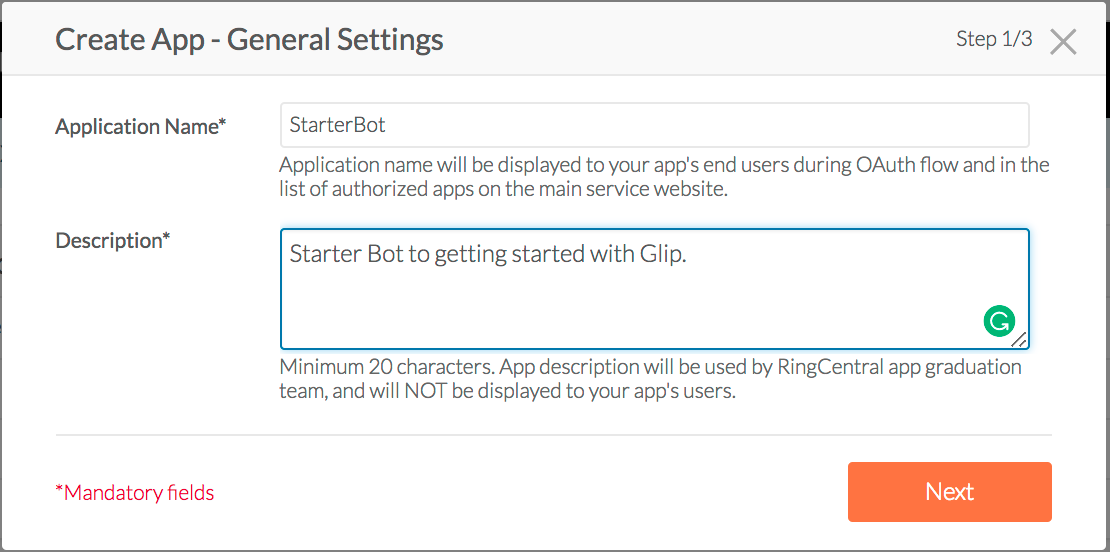 Create App - General Settings
Step 1/3
Application Name*
StarterBot
Application name will be displayed to your app's end users during OAuth flow and in the
list of authorized apps on the main service website.
Description*
Starter Bot to getting started with Glip.
Minimum 20 characters. App description will be used by RingCentral app graduation
team, and will NOT be displayed to your app's users.
*Mandatory fields
Next